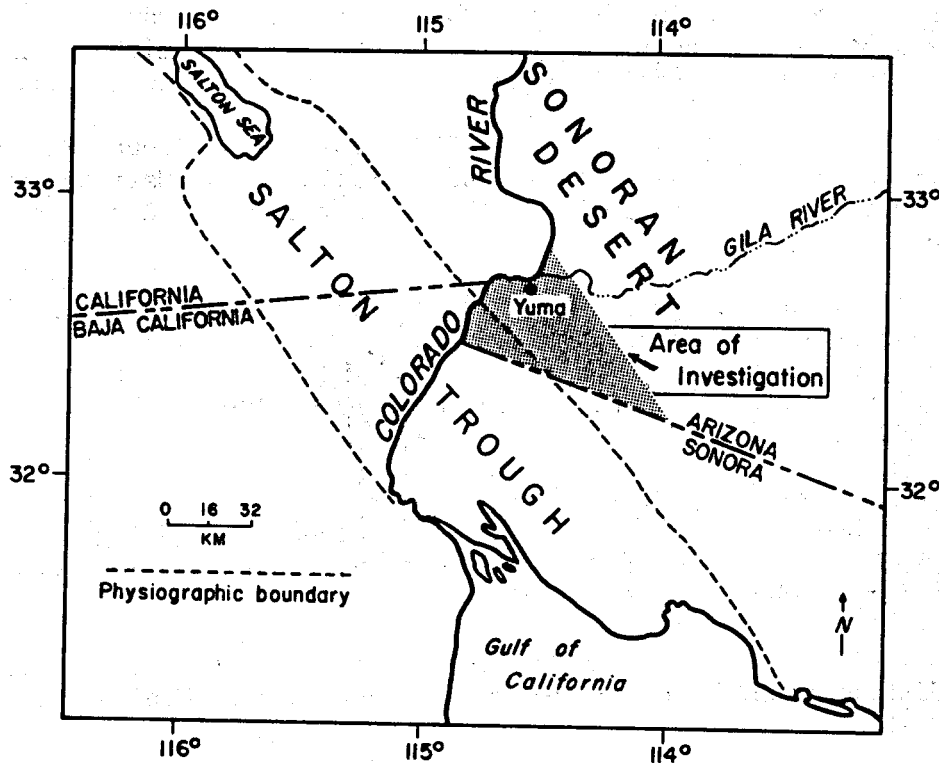 116° 115 114°
SALTON SEA
SONORAN
DESERT
RIVER
33° 33°
SALTON
GILA RIVER
CALIFORNIA
BAJA CALIFORNIA
Yuma
COLORADO
Area of
Investigation
TROUGH
ARIZONA
SONORA
32° 32°
0 16 32
KM
Physiographic boundary
N
Gulf of
California
116° 115° 114°